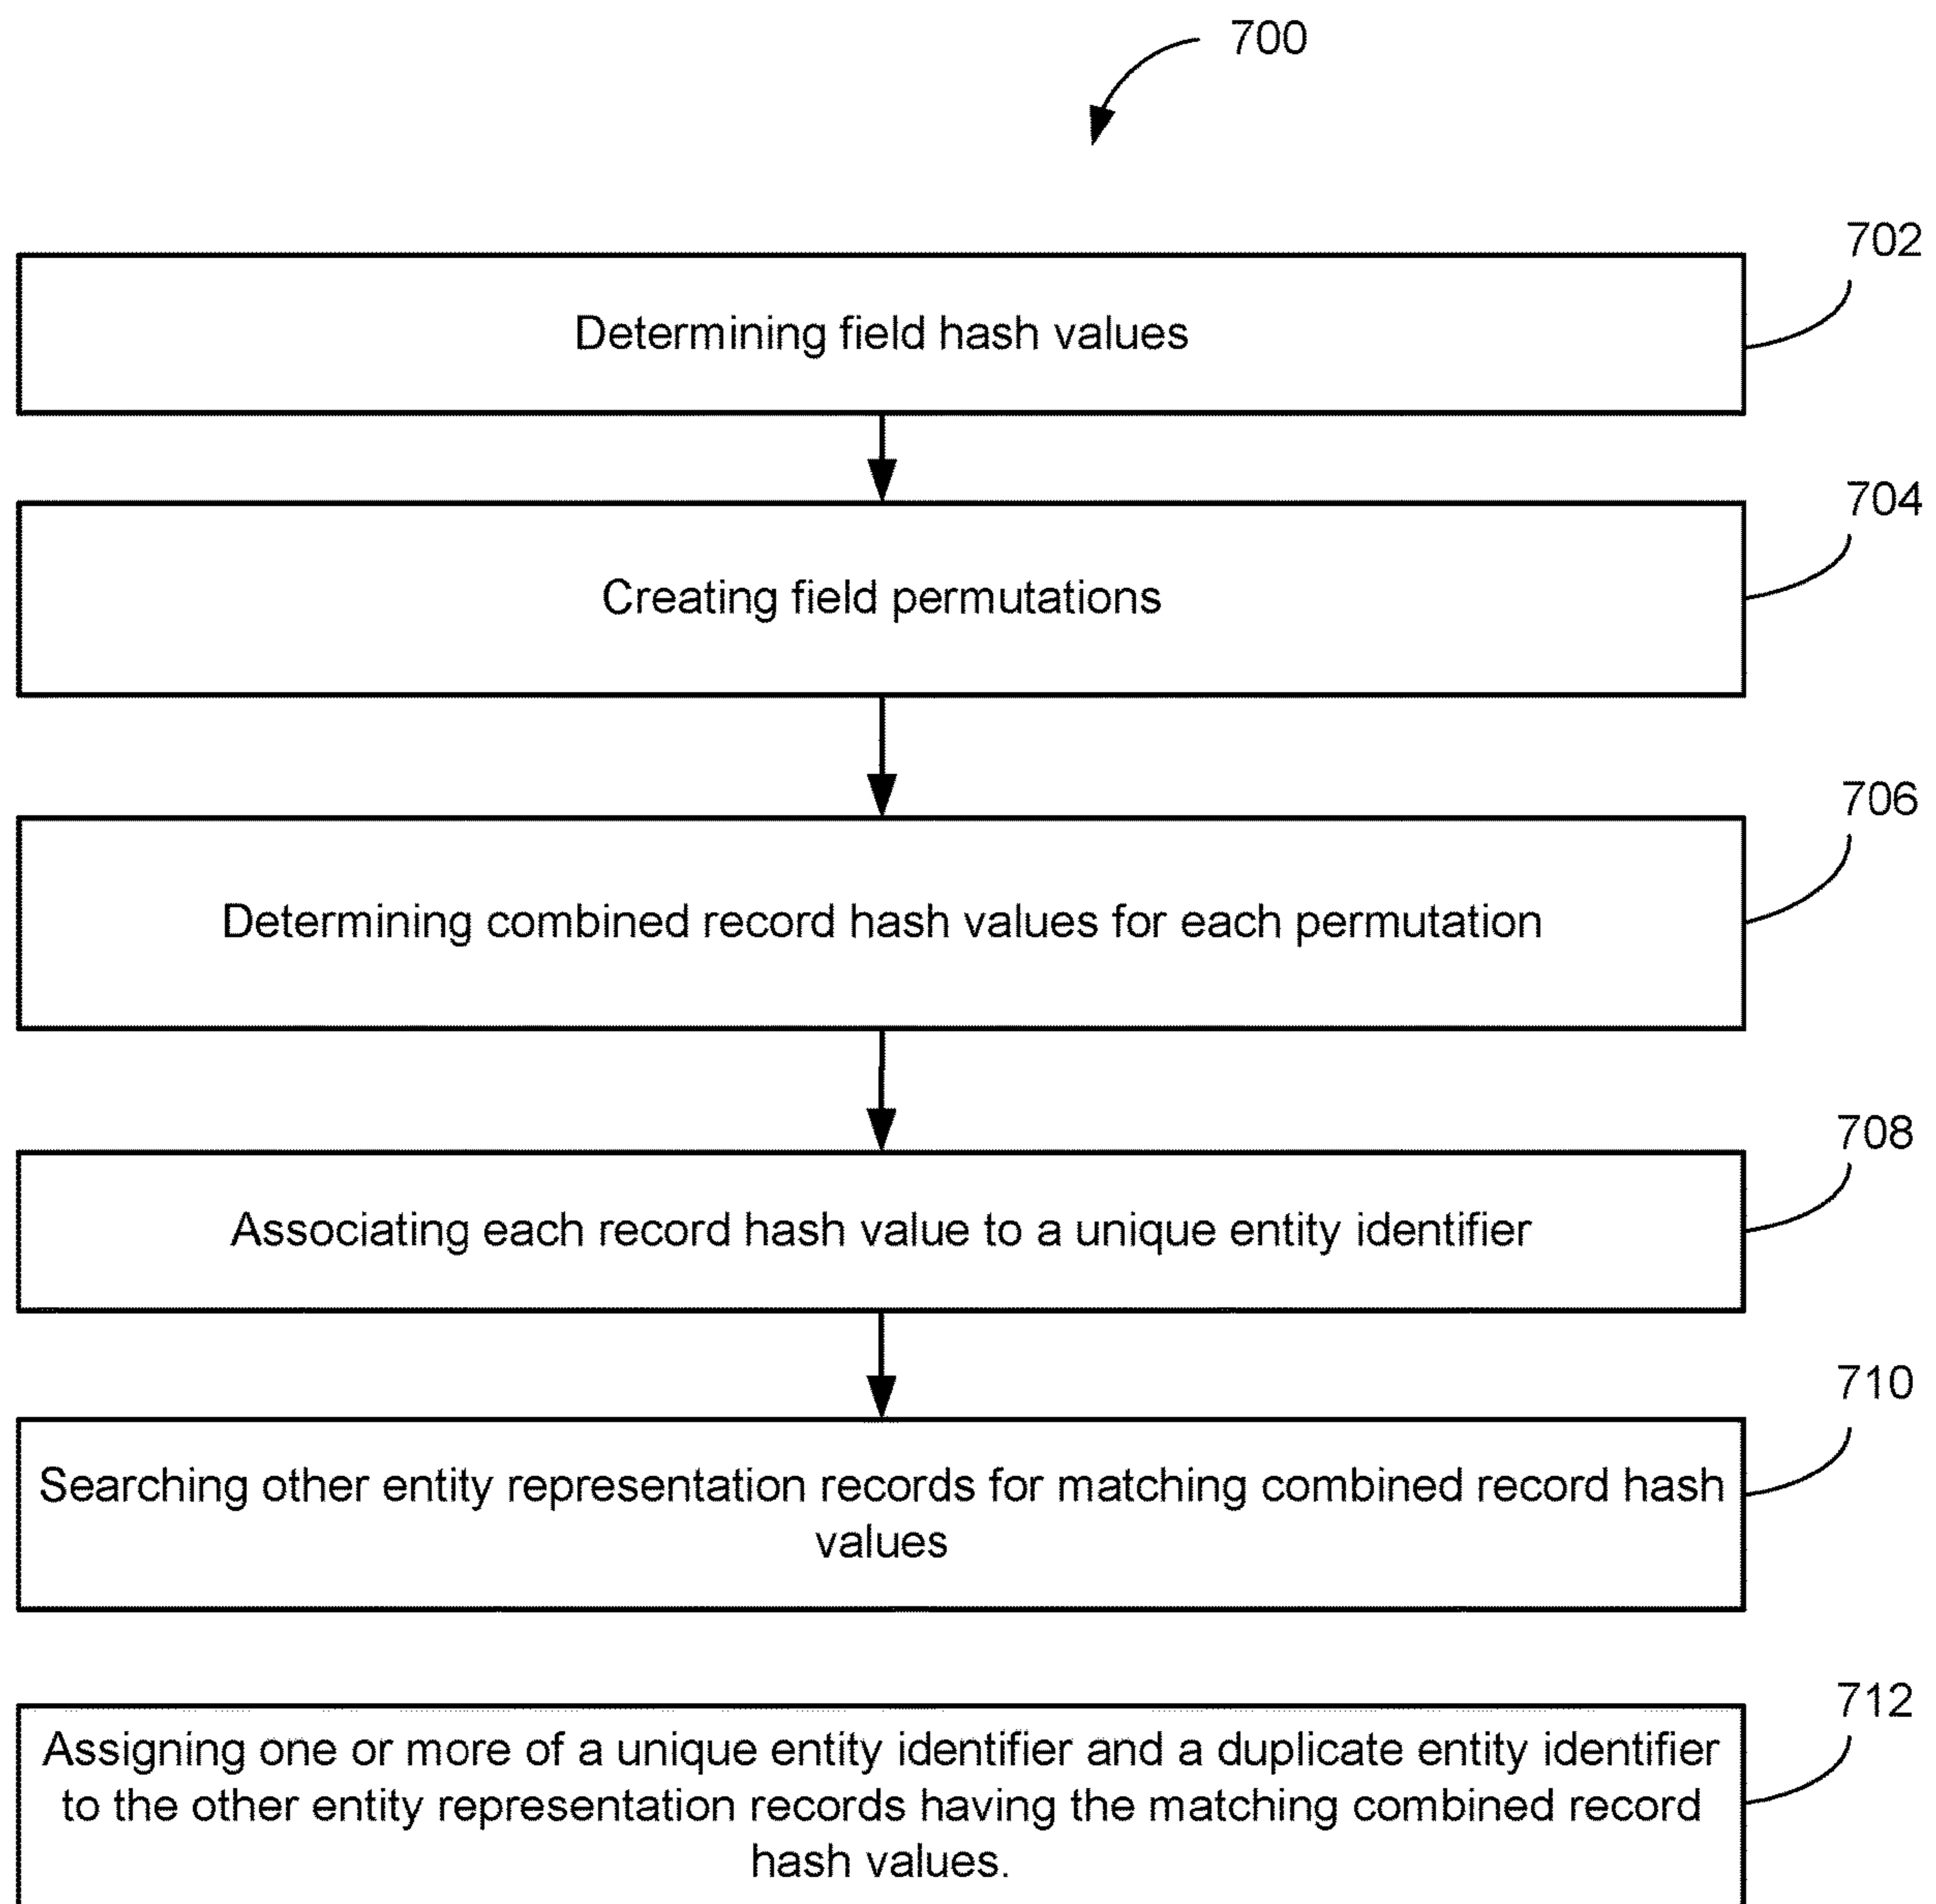 700
702
Determining field hash values
704
Creating field permutations
706
Determining combined record hash values for each permutation
708
Associating each record hash value to a unique entity identifier
710
Searching other entity representation records for matching combined record hash
values
712
Assigning one or more of a unique entity identifier and a duplicate entity identifier
to the other entity representation records having the matching combined record
hash values.